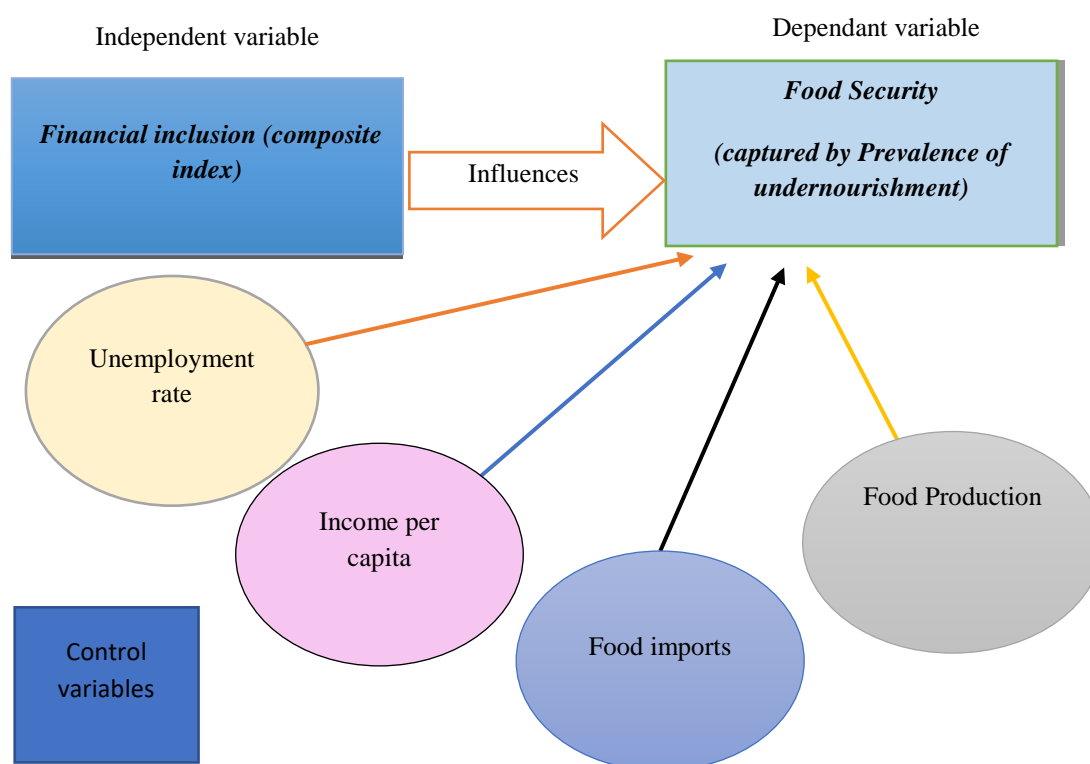 Independent variable
Dependant variable
Financial inclusion (composite
index)
Influences
Food Security
(captured by Prevalence of
undernourishment)
Unemployment
rate
Income per
capita
Food imports
Food Production
Control
variables